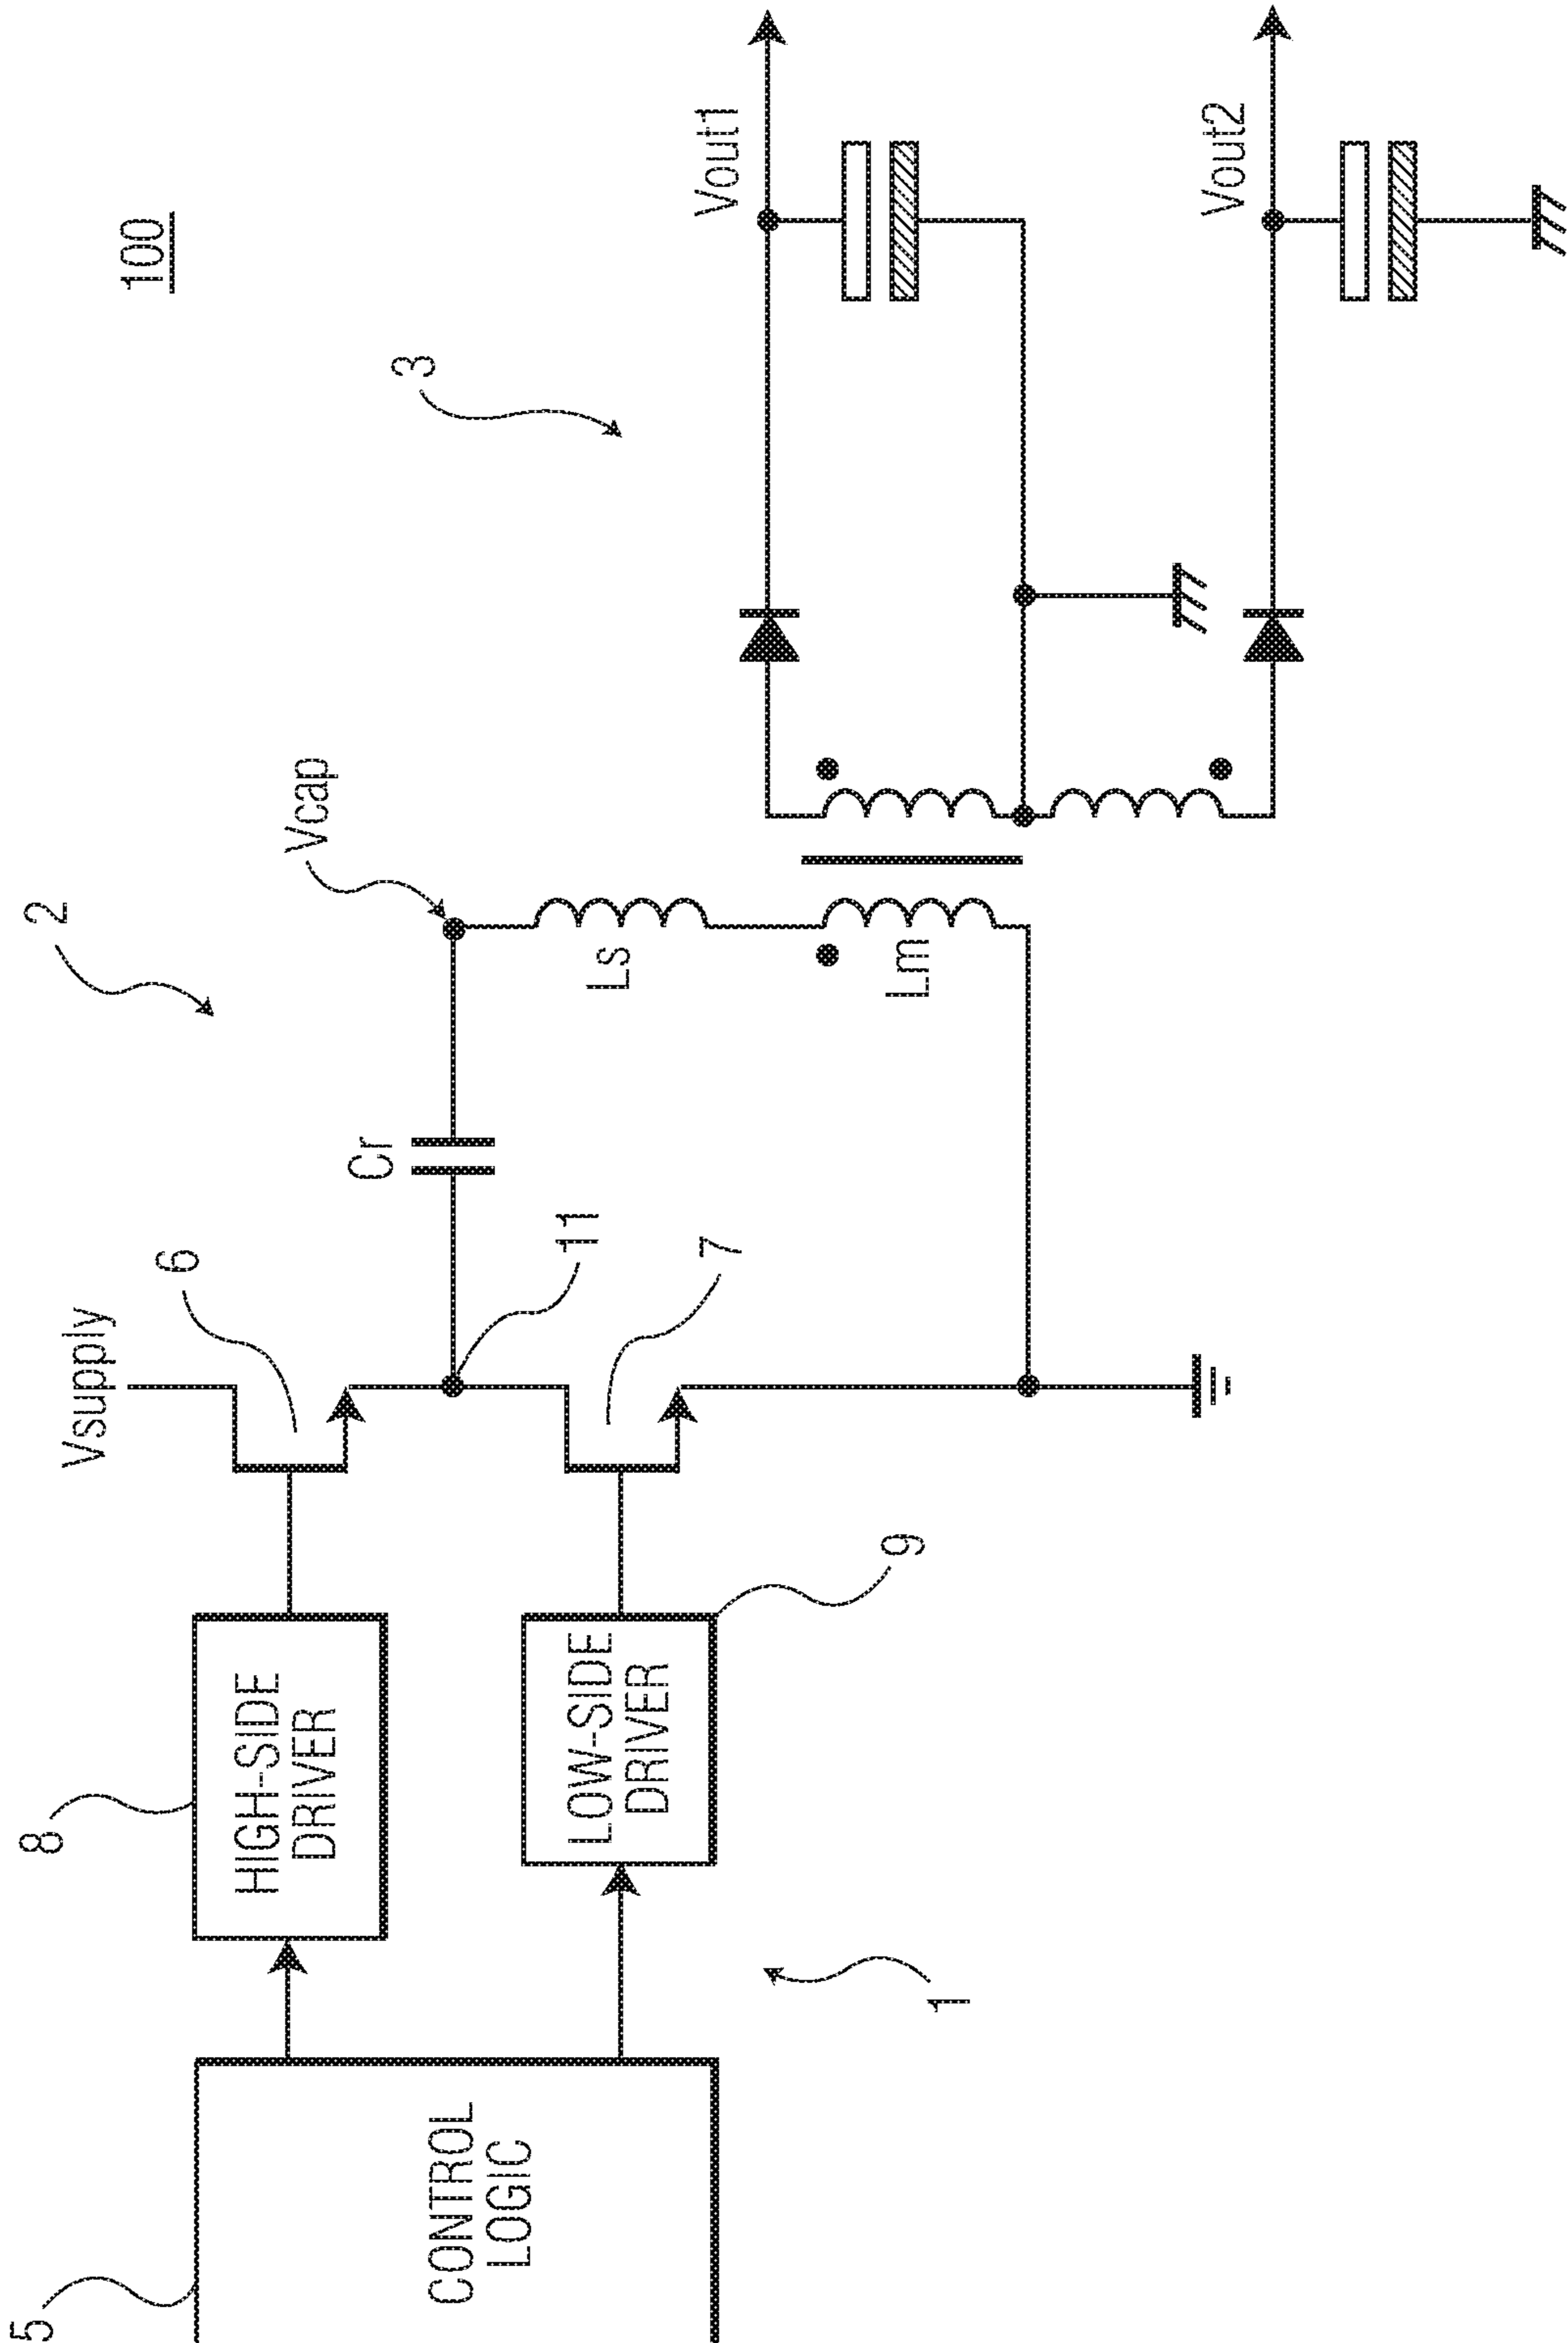 100
2
3
Vsupply
6
8
HIGH-SIDE
DRIVER
5
CONTROL
LOGIC
Cr
Vcap
11
Ls
7
LOW-SIDE
DRIVER
9
Lm
1
Vout1
Vout2